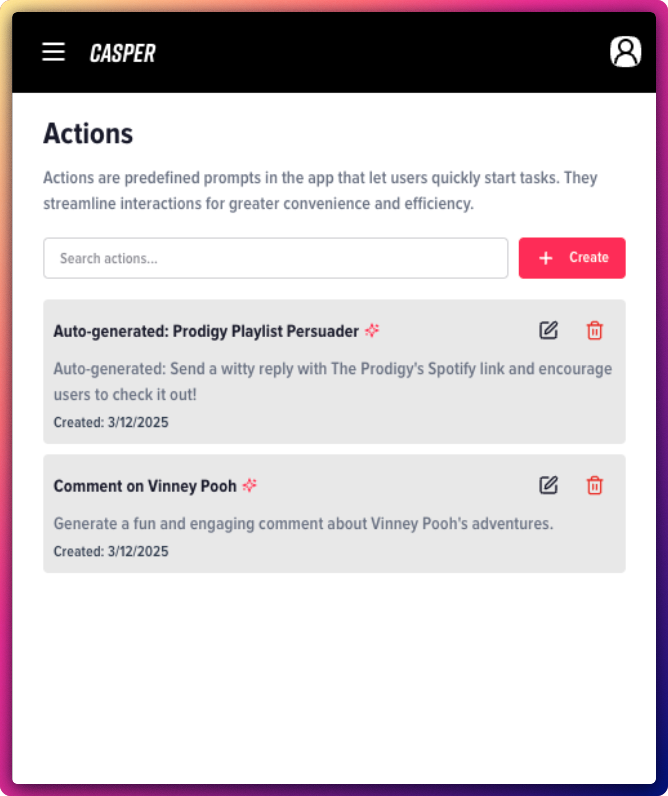 CASPER
Actions
Actions are predefined prompts in the app that let users quickly start tasks. They
streamline interactions for greater convenience and efficiency.
Search actions...
+ Create
Auto-generated: Prodigy Playlist Persuader
Auto-generated: Send a witty reply with The Prodigy's Spotify link and encourage
users to check it out!
Created: 3/12/2025
Comment on Vinney Pooh
Generate a fun and engaging comment about Vinney Pooh's adventures.
Created: 3/12/2025